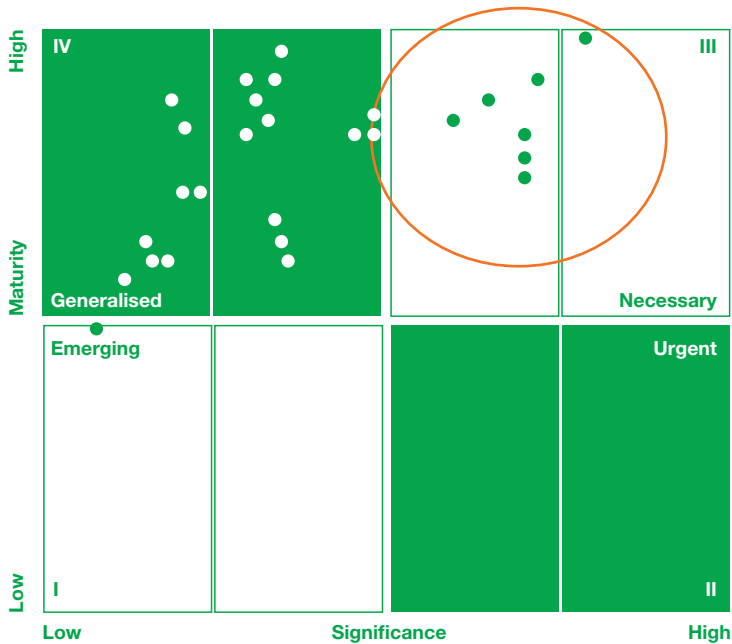 High
IV
III
Maturity
Generalised
Necessary
Emerging
Urgent
I
II
Low
Low
Significance
High